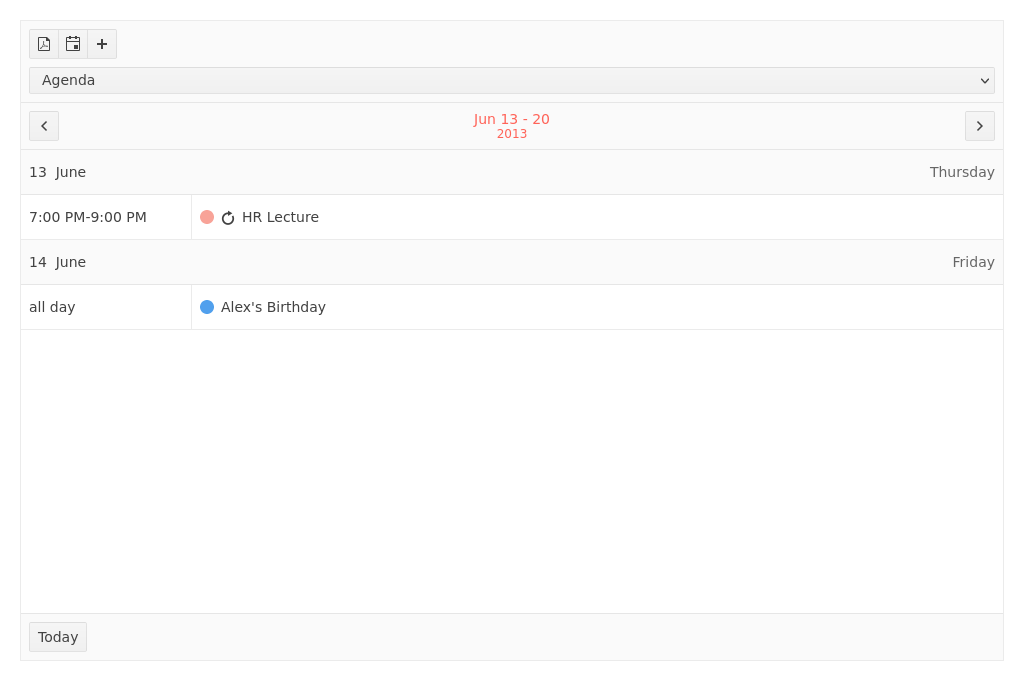 Agenda
Jun 13 - 20
2013
13 June Thursday
7:00 PM-9:00 PM HR Lecture
14 June Friday
all day Alex's Birthday
Today